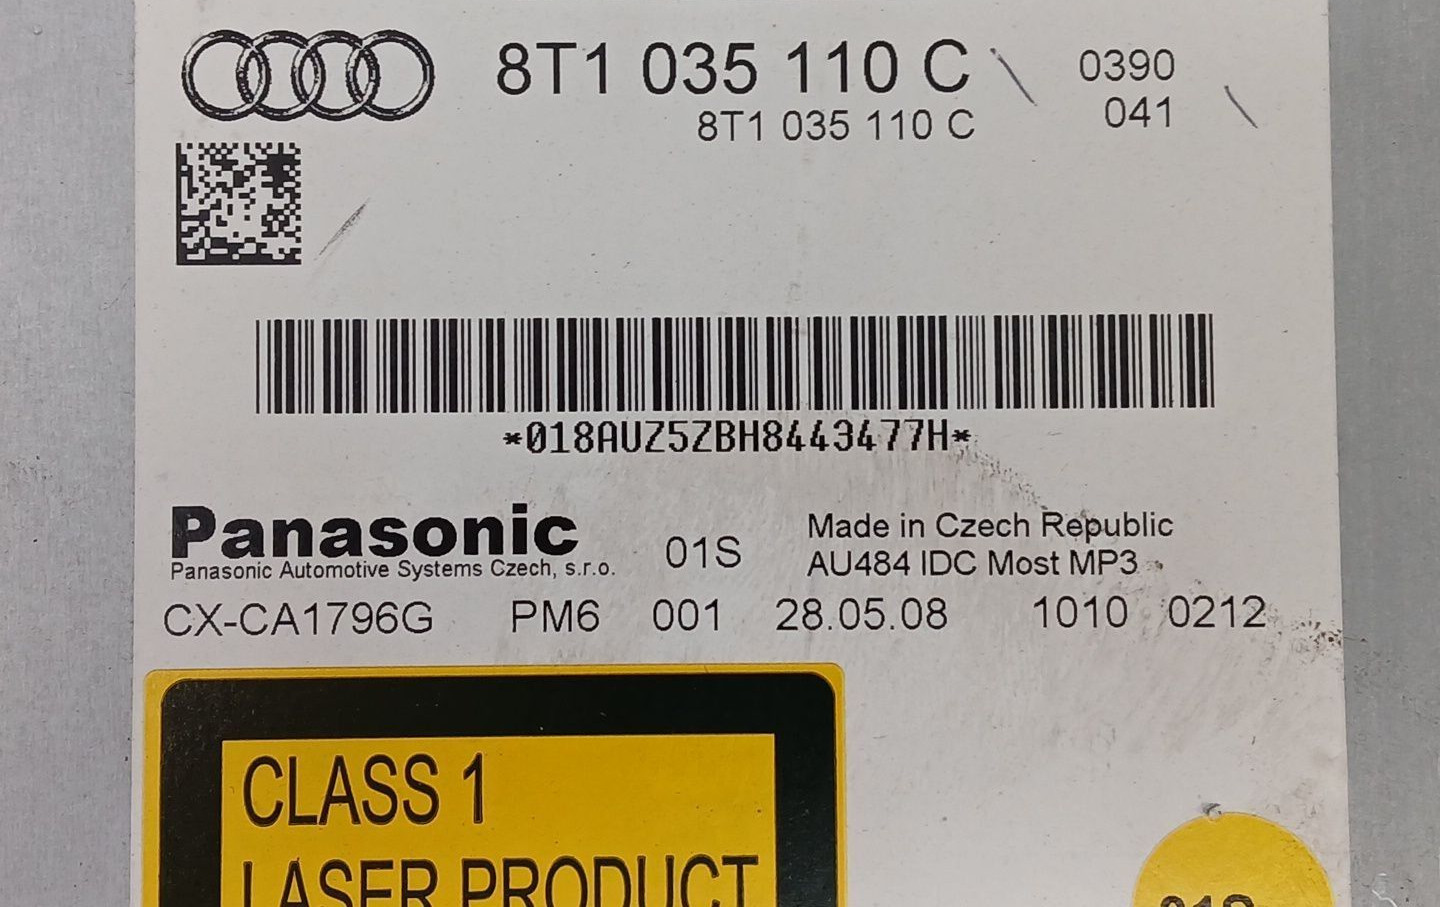 8T1 035 110 C 0390
8T1 035 110 C 041
*018AUZ5ZBH8443477H*
Panasonic 01S Made in Czech Republic
Panasonic Automotive Systems Czech, s.r.o. AU484 IDC Most MP3
CX-CA1796G PM6 001 28.05.08 1010 0212
CLASS 1
LASER PRODUCT
01S